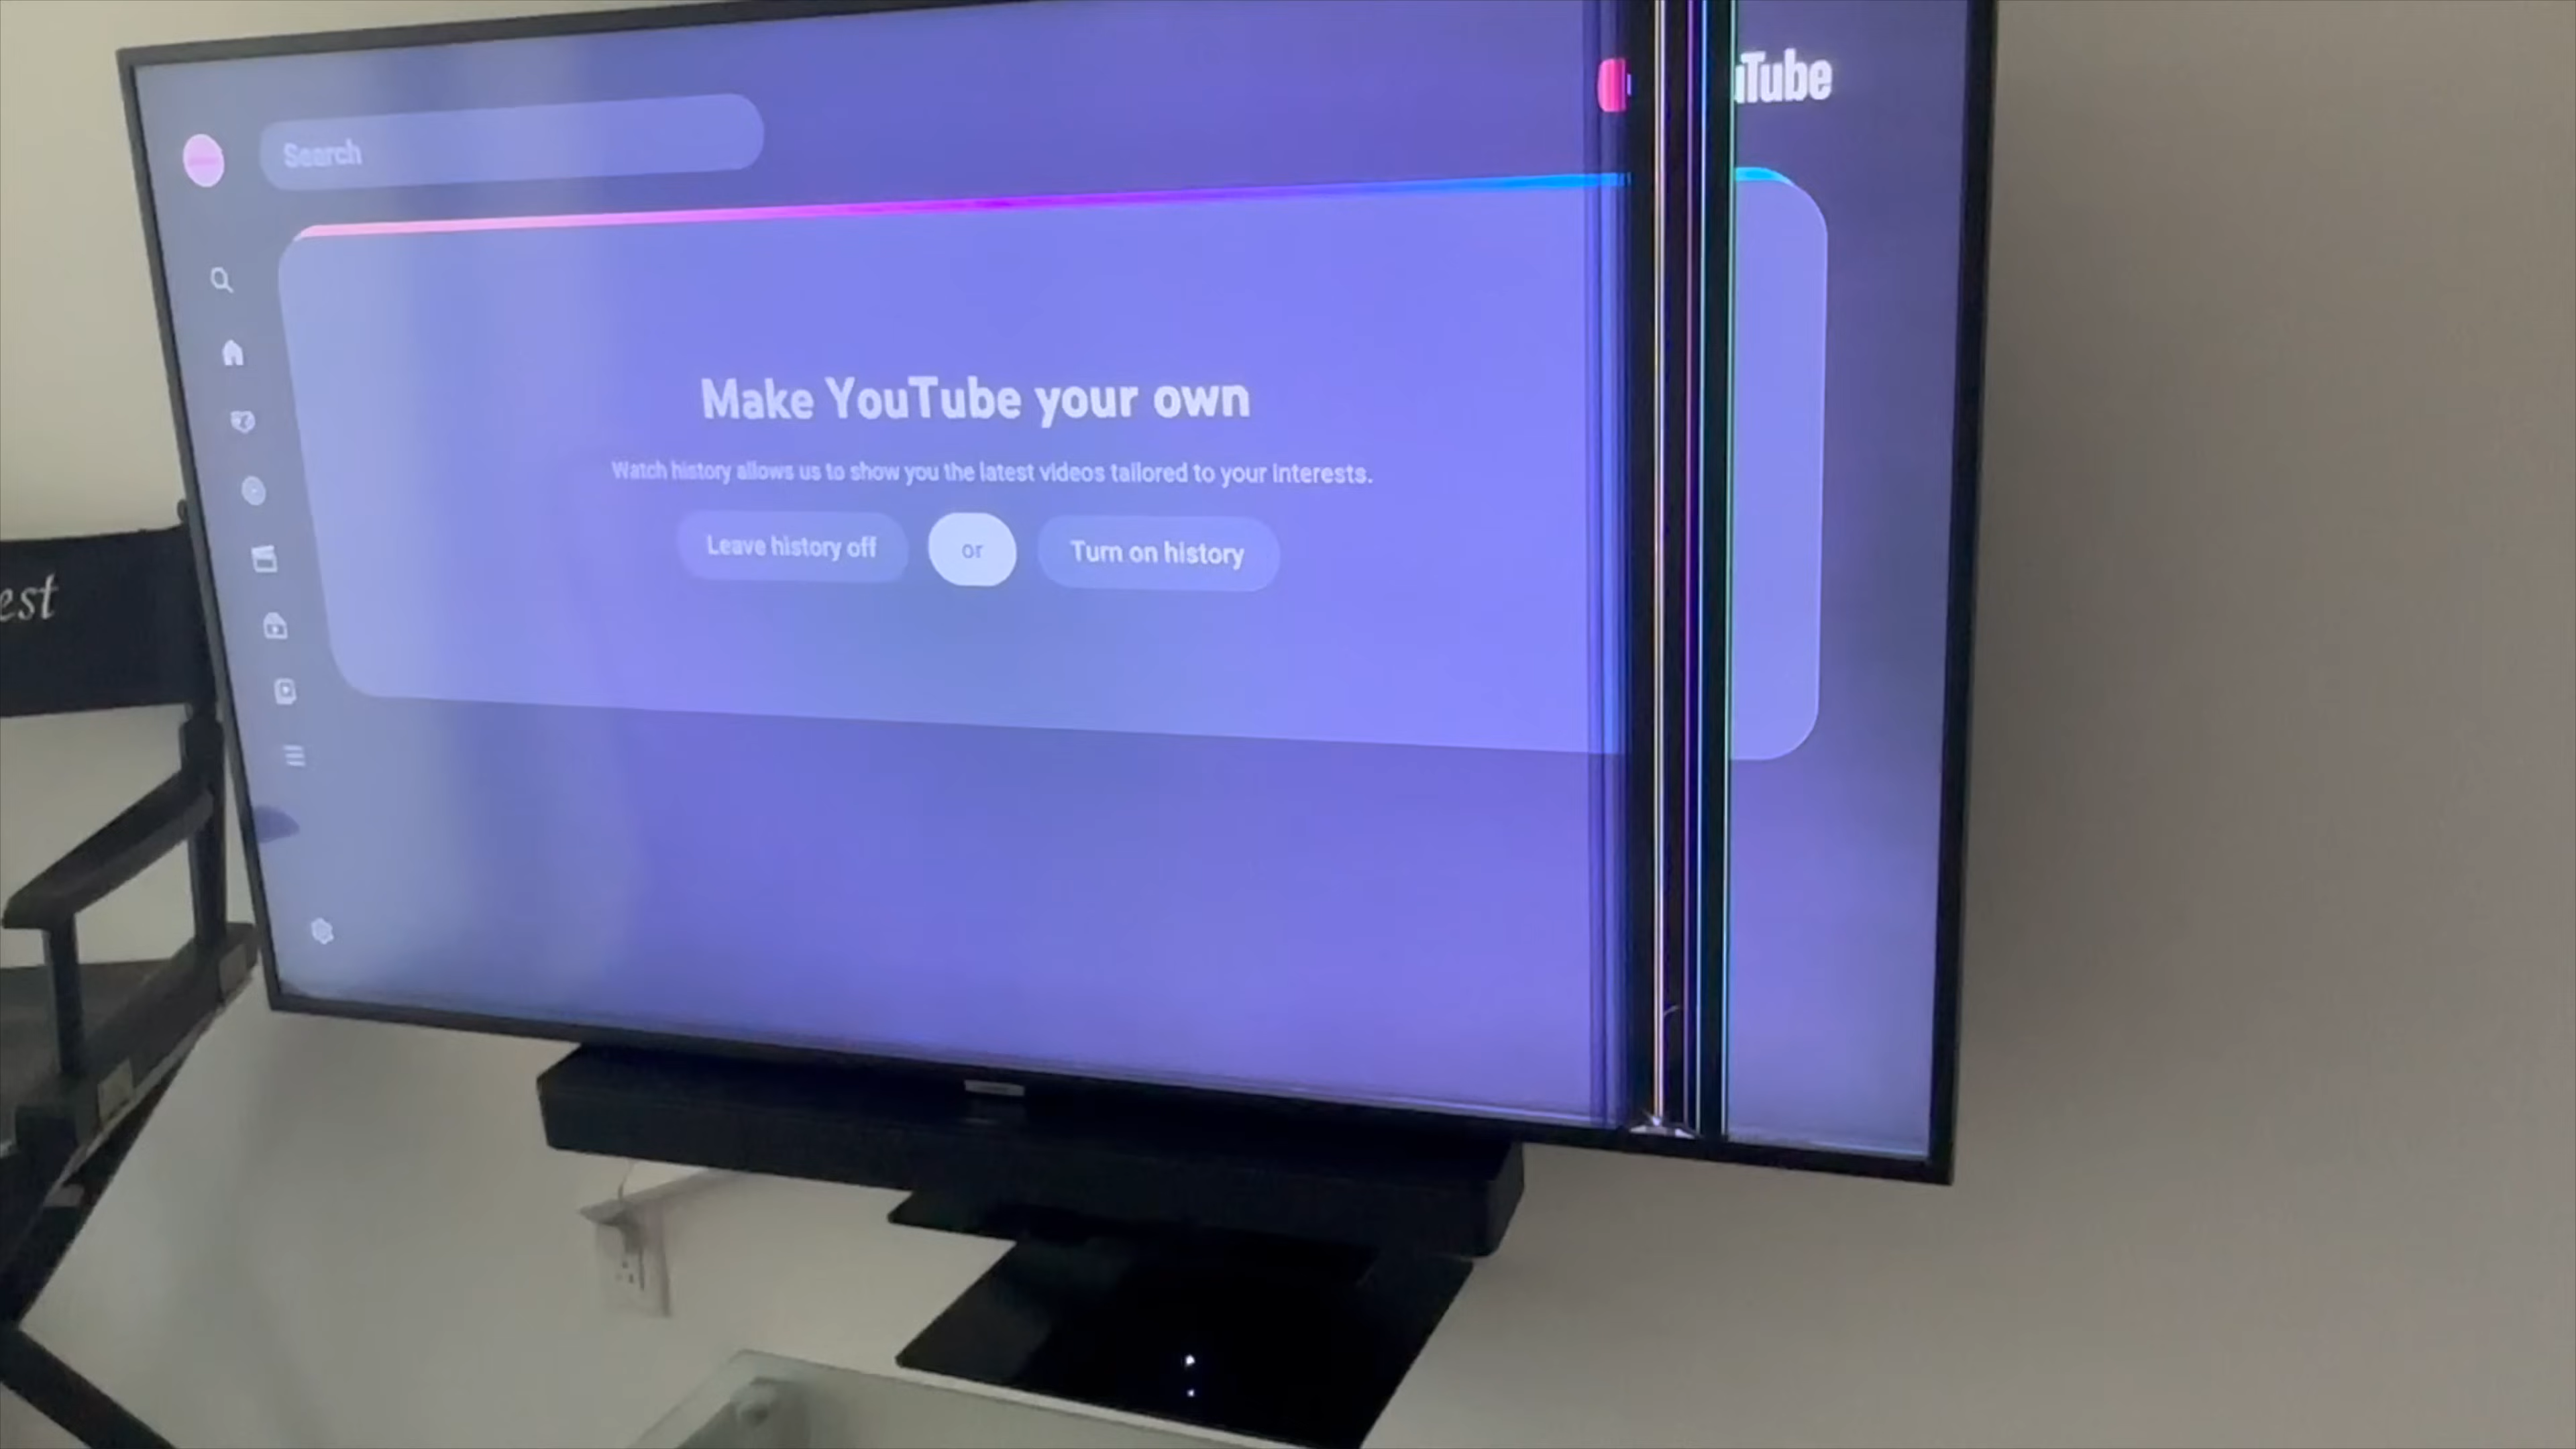 uTube
Search
Make YouTube your own
Watch history allows us to show you the latest videos tailored to your interests.
Leave history off
or
Turn on history
est